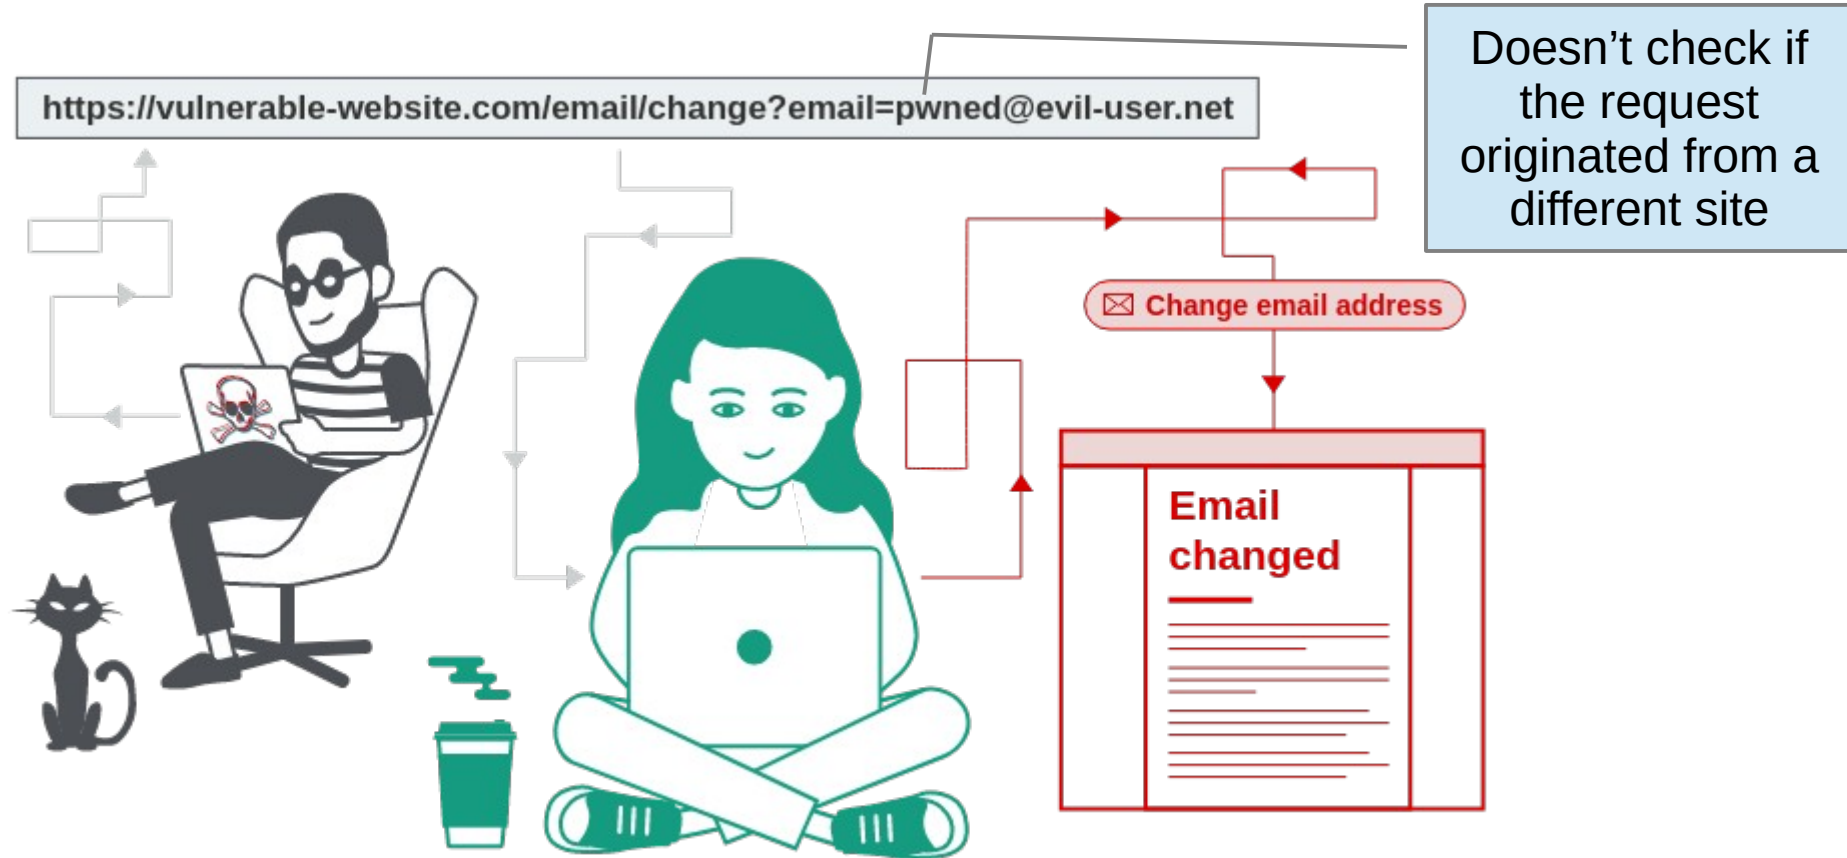 https://vulnerable-website.com/email/change?email=pwned@evil-user.net
Doesn’t check if
the request
originated from a
different site
Change email address
Email
changed